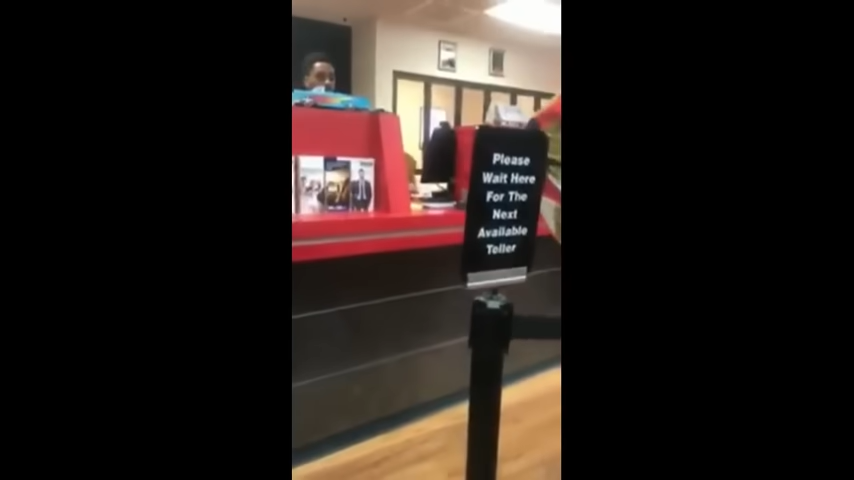 Please
Wait Here
For The
Next
Available
Teller